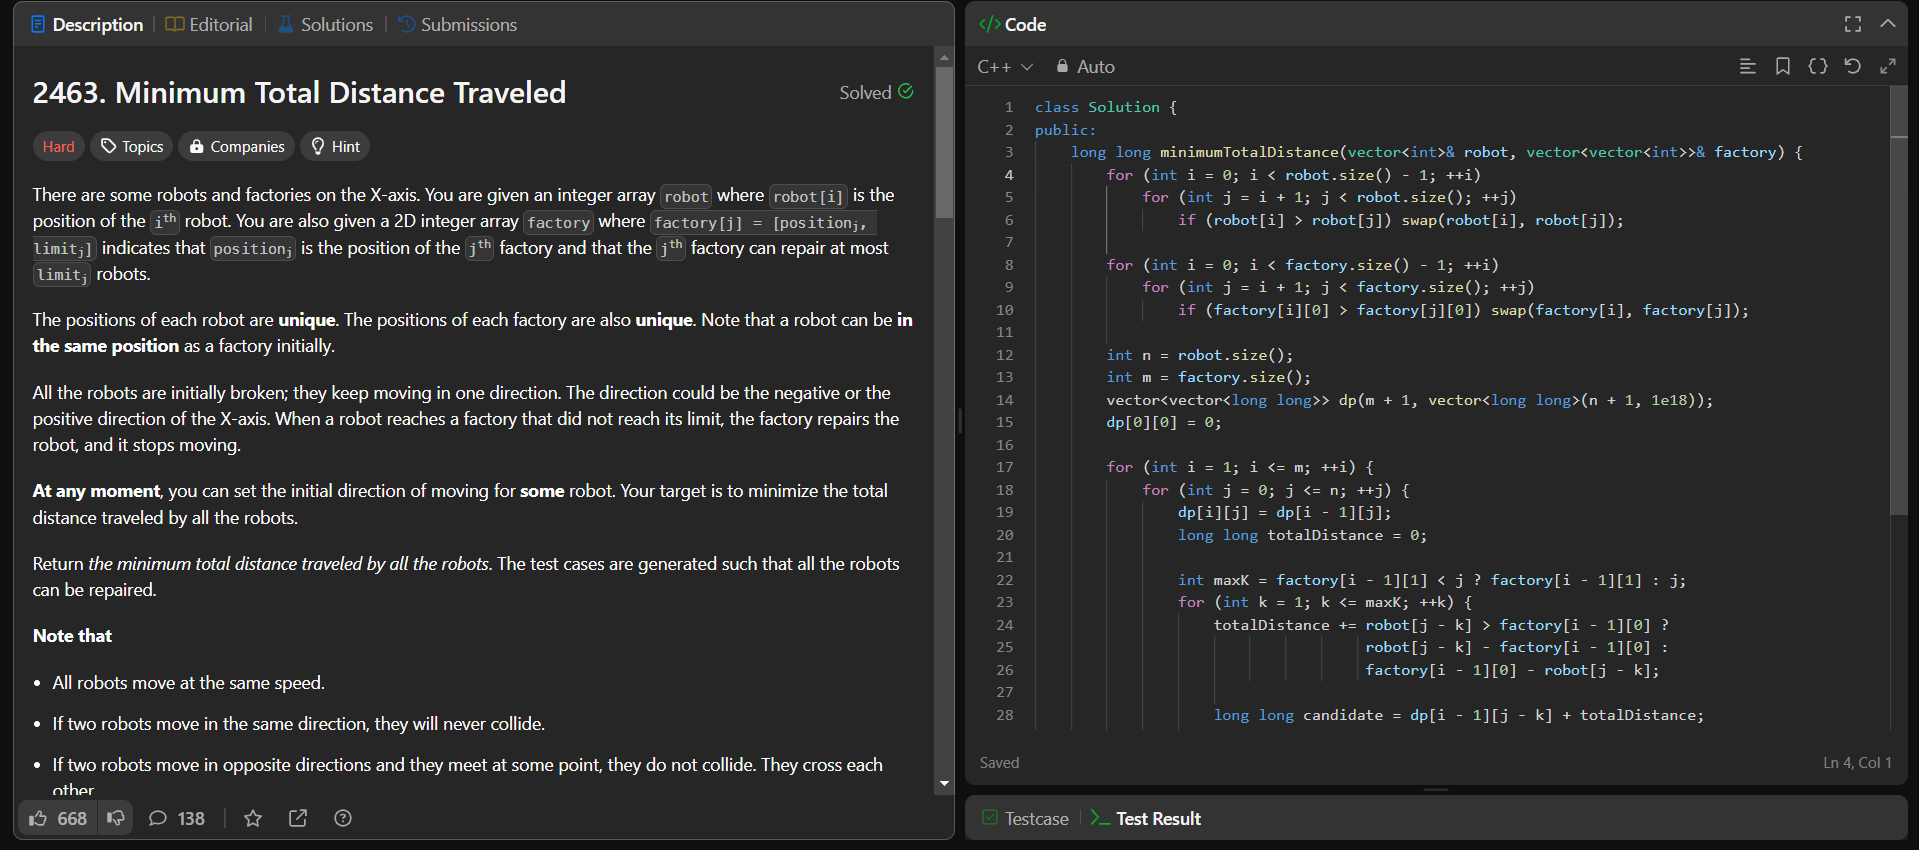 Description | Editorial | Solutions | Submissions
2463. Minimum Total Distance Traveled
Solved
Hard Topics Companies Hint
There are some robots and factories on the X-axis. You are given an integer array robot where robot[i] is the
position of the ith robot. You are also given a 2D integer array factory where factory[j] = [positionj,
limitj] indicates that positionj is the position of the jth factory and that the jth factory can repair at most
limitj robots.
The positions of each robot are unique. The positions of each factory are also unique. Note that a robot can be in
the same position as a factory initially.
All the robots are initially broken; they keep moving in one direction. The direction could be the negative or the
positive direction of the X-axis. When a robot reaches a factory that did not reach its limit, the factory repairs the
robot, and it stops moving.
At any moment, you can set the initial direction of moving for some robot. Your target is to minimize the total
distance traveled by all the robots.
Return the minimum total distance traveled by all the robots. The test cases are generated such that all the robots
can be repaired.
Note that
• All robots move at the same speed.
• If two robots move in the same direction, they will never collide.
• If two robots move in opposite directions and they meet at some point, they do not collide. They cross each
other.
668 138
</> Code
C++ Auto
1 class Solution {
2 public:
3 long long minimumTotalDistance(vector<int>& robot, vector<vector<int>>& factory) {
4 for (int i = 0; i < robot.size() - 1; ++i)
5 for (int j = i + 1; j < robot.size(); ++j)
6 if (robot[i] > robot[j]) swap(robot[i], robot[j]);
7
8 for (int i = 0; i < factory.size() - 1; ++i)
9 for (int j = i + 1; j < factory.size(); ++j)
10 if (factory[i][0] > factory[j][0]) swap(factory[i], factory[j]);
11
12 int n = robot.size();
13 int m = factory.size();
14 vector<vector<long long>> dp(m + 1, vector<long long>(n + 1, 1e18));
15 dp[0][0] = 0;
16
17 for (int i = 1; i <= m; ++i) {
18 for (int j = 0; j <= n; ++j) {
19 dp[i][j] = dp[i - 1][j];
20 long long totalDistance = 0;
21
22 int maxK = factory[i - 1][1] < j ? factory[i - 1][1] : j;
23 for (int k = 1; k <= maxK; ++k) {
24 totalDistance += robot[j - k] > factory[i - 1][0] ?
25 robot[j - k] - factory[i - 1][0] :
26 factory[i - 1][0] - robot[j - k];
27
28 long long candidate = dp[i - 1][j - k] + totalDistance;
Saved
Ln 4, Col 1
Testcase | Test Result